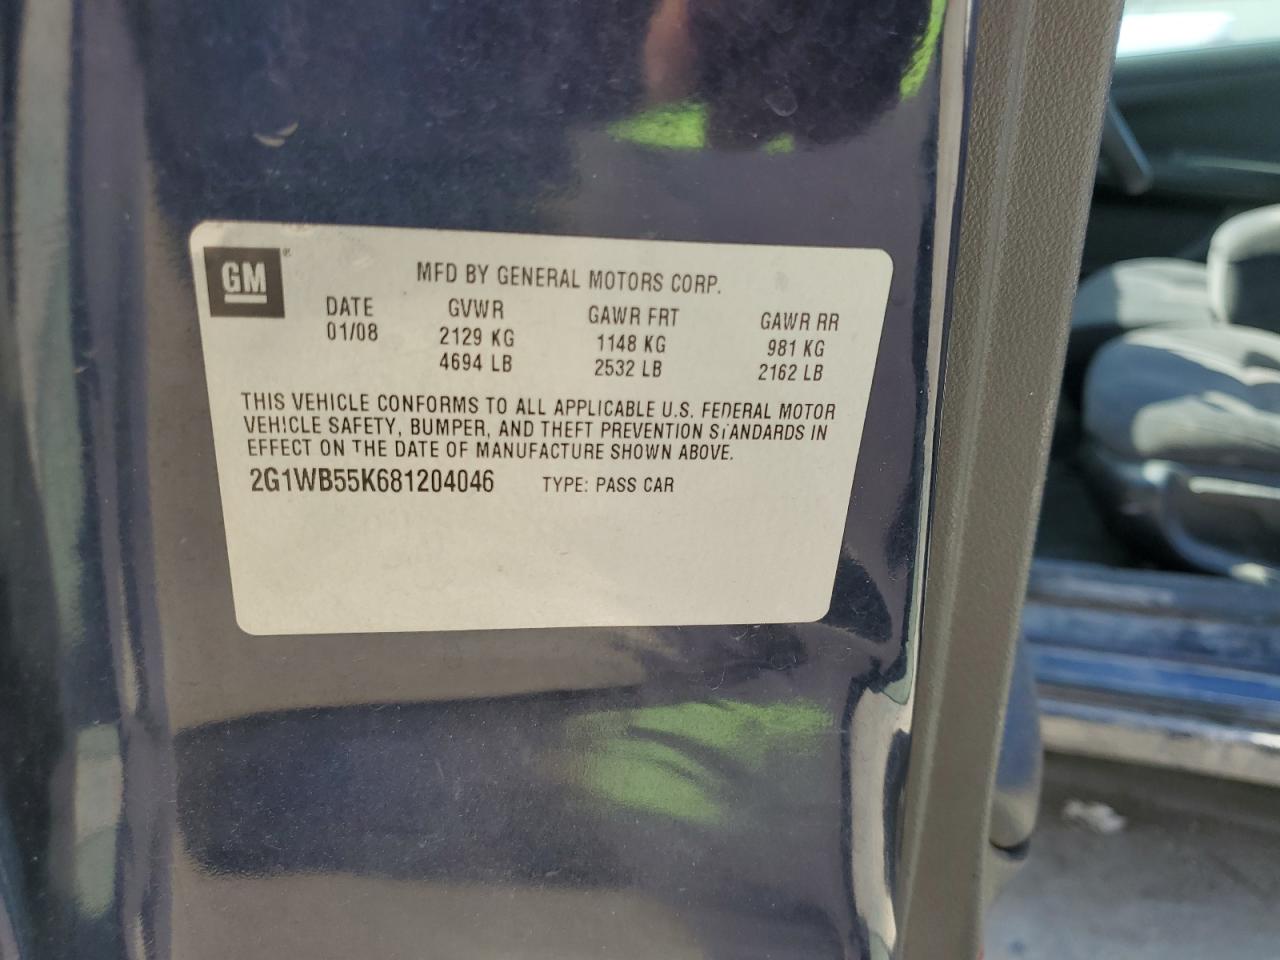 GM®
MFD BY GENERAL MOTORS CORP.
DATE GVWR GAWR FRT GAWR RR
01/08 2129 KG 1148 KG 981 KG
4694 LB 2532 LB 2162 LB
THIS VEHICLE CONFORMS TO ALL APPLICABLE U.S. FEDERAL MOTOR
VEHICLE SAFETY, BUMPER, AND THEFT PREVENTION STANDARDS IN
EFFECT ON THE DATE OF MANUFACTURE SHOWN ABOVE.
2G1WB55K681204046 TYPE: PASS CAR